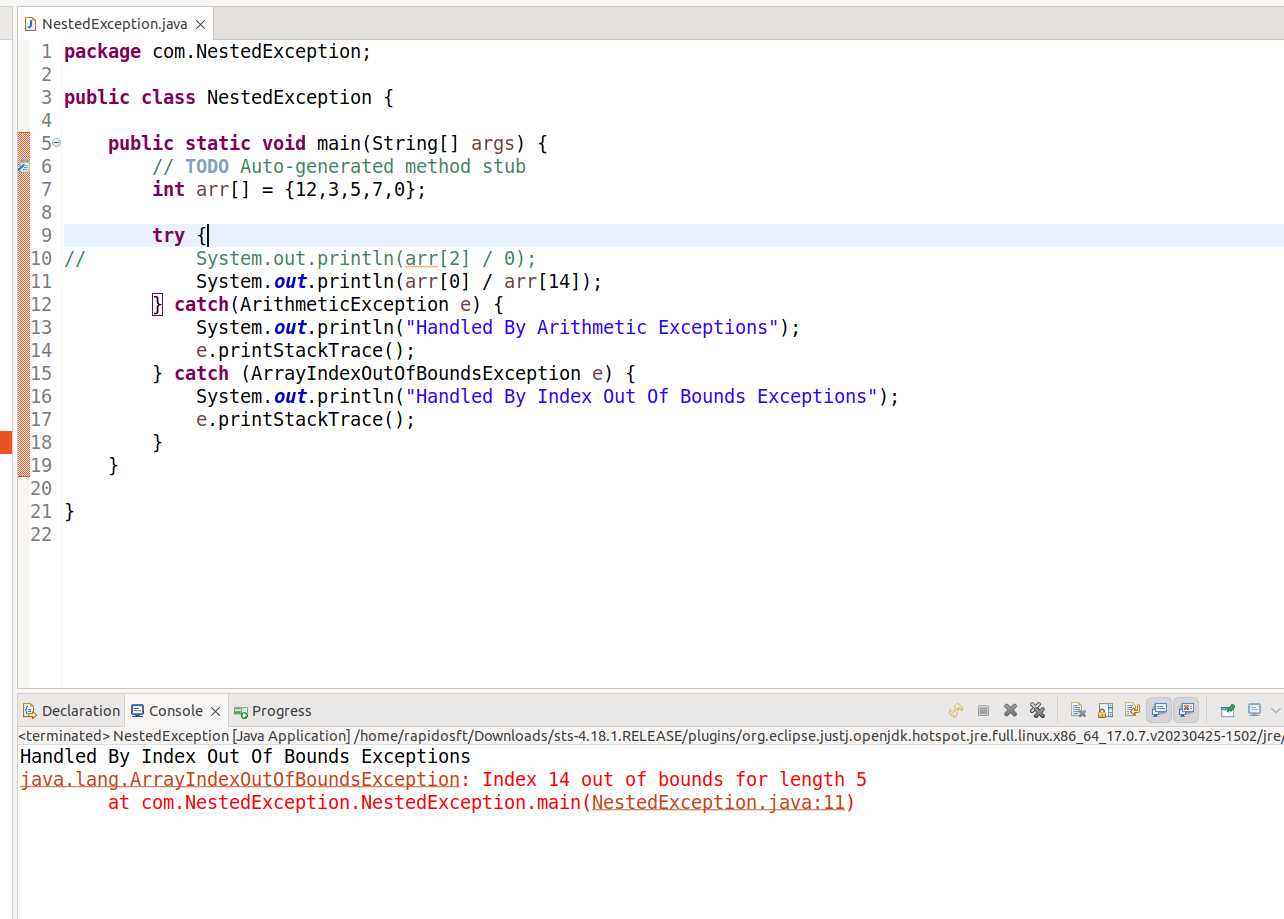 NestedException.java
1 package com.NestedException;
2
3 public class NestedException {
4
5 public static void main(String[] args) {
6 // TODO Auto-generated method stub
7 int arr[] = {12,3,5,7,0};
8
9 try {
10 // System.out.println(arr[2] / 0);
11 System.out.println(arr[0] / arr[14]);
12 } catch(ArithmeticException e) {
13 System.out.println("Handled By Arithmetic Exceptions");
14 e.printStackTrace();
15 } catch (ArrayIndexOutOfBoundsException e) {
16 System.out.println("Handled By Index Out Of Bounds Exceptions");
17 e.printStackTrace();
18 }
19 }
20
21 }
22
Declaration Console Progress
<terminated> NestedException [Java Application] /home/rapidosft/Downloads/sts-4.18.1.RELEASE/plugins/org.eclipse.justj.openjdk.hotspot.jre.full.linux.x86_64_17.0.7.v20230425-1502/jre/
Handled By Index Out Of Bounds Exceptions
java.lang.ArrayIndexOutOfBoundsException: Index 14 out of bounds for length 5
at com.NestedException.NestedException.main(NestedException.java:11)